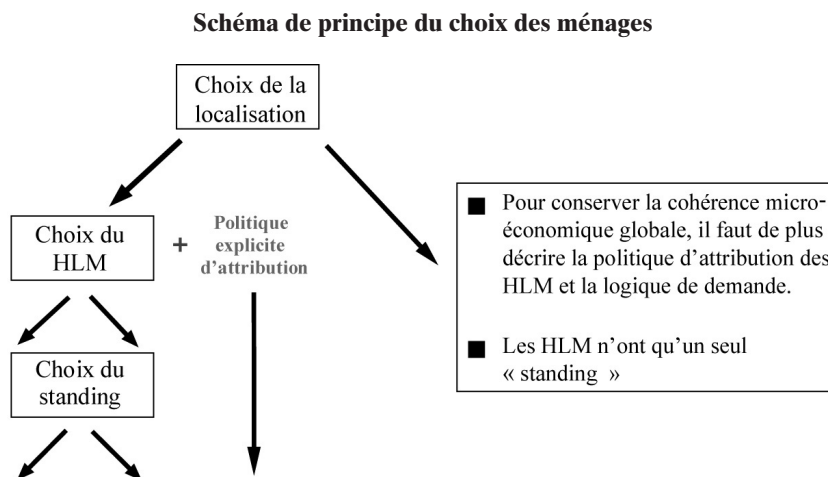 Schéma de principe du choix des ménages
Choix de la
localisation
Choix du
HLM
+
Politique
explicite
d’attribution
■ Pour conserver la cohérence micro-
économique globale, il faut de plus
décrire la politique d’attribution des
HLM et la logique de demande.
■ Les HLM n’ont qu’un seul
« standing »
Choix du
standing